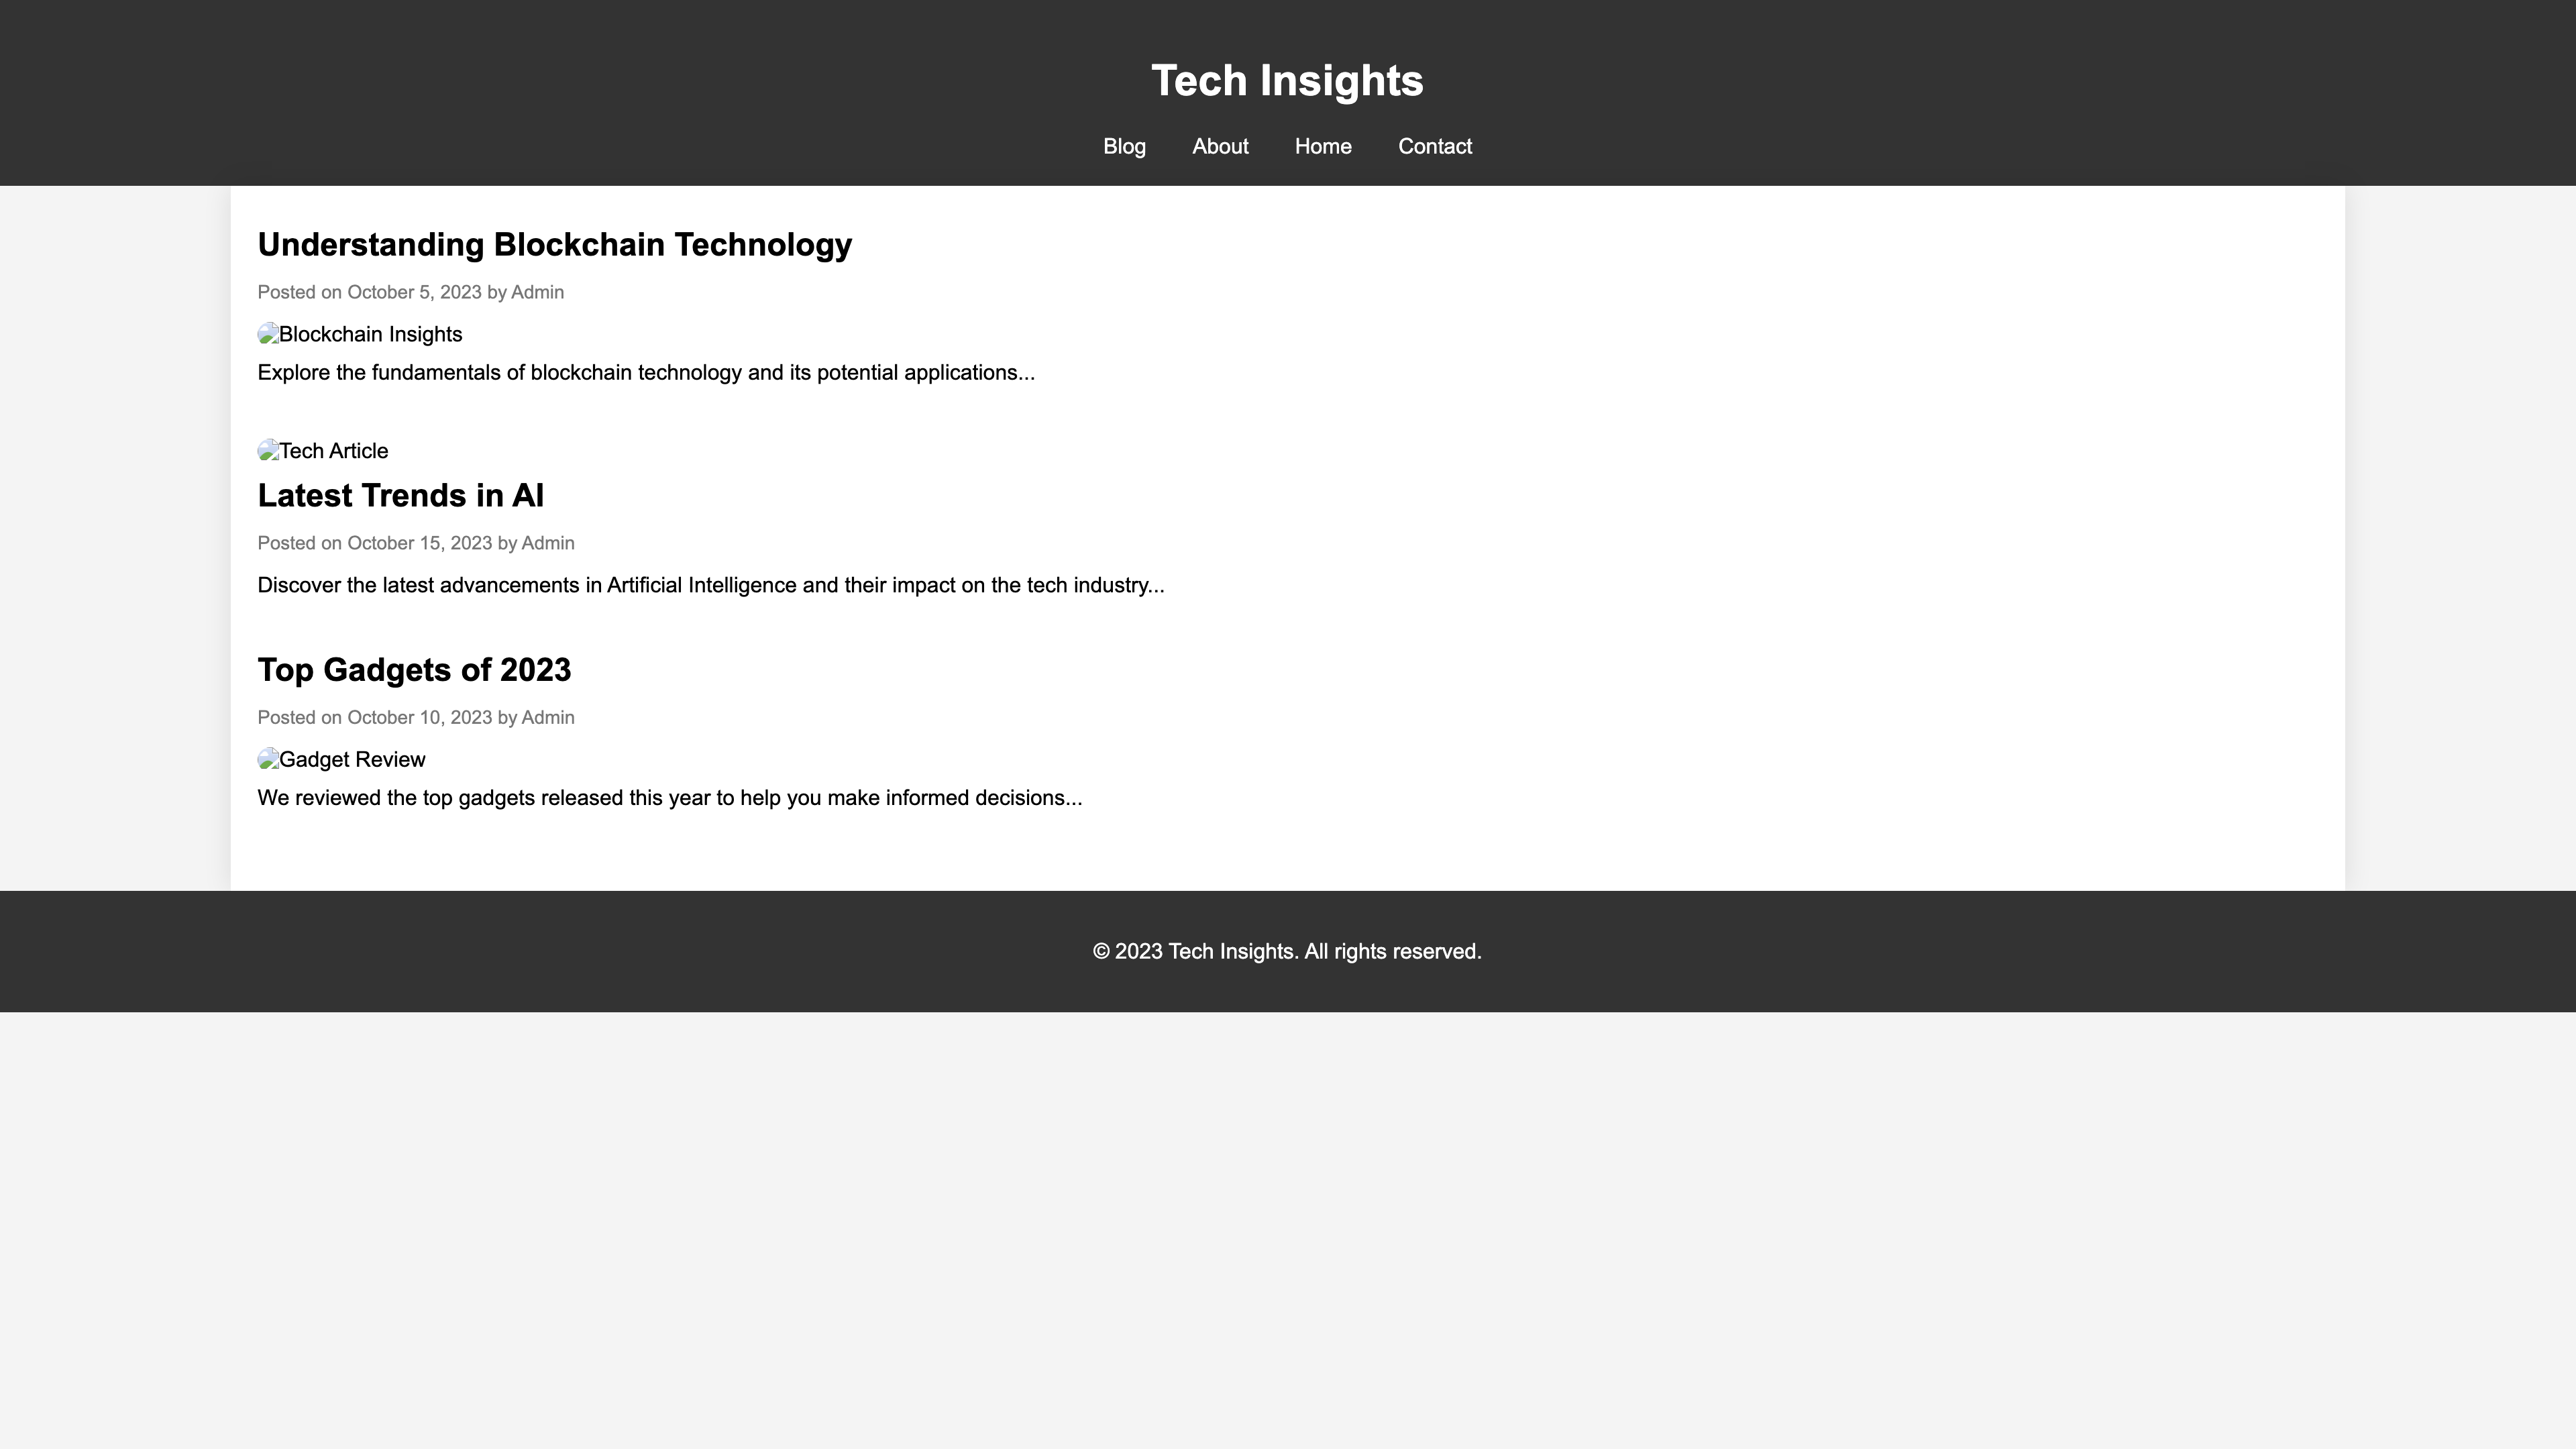 Tech Insights
Blog About Home Contact
Understanding Blockchain Technology
Posted on October 5, 2023 by Admin
Blockchain Insights
Explore the fundamentals of blockchain technology and its potential applications...
Tech Article
Latest Trends in AI
Posted on October 15, 2023 by Admin
Discover the latest advancements in Artificial Intelligence and their impact on the tech industry...
Top Gadgets of 2023
Posted on October 10, 2023 by Admin
Gadget Review
We reviewed the top gadgets released this year to help you make informed decisions...
© 2023 Tech Insights. All rights reserved.